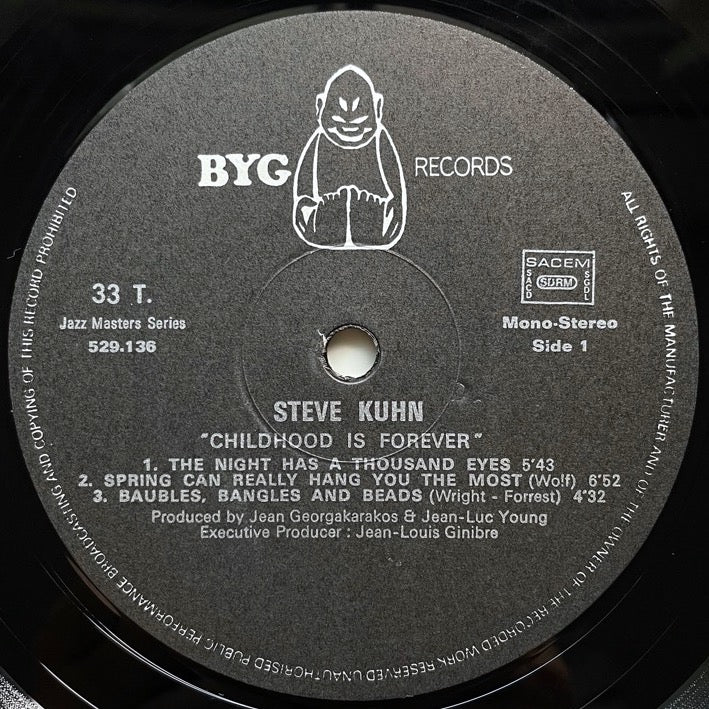 BYG RECORDS
33 T.
Jazz Masters Series
529.136
SACEM
SACD SDRM SGDL
Mono-Stereo
Side 1
STEVE KUHN
"CHILDHOOD IS FOREVER"
1. THE NIGHT HAS A THOUSAND EYES 5'43
2. SPRING CAN REALLY HANG YOU THE MOST (Wolf) 6'52
3. BAUBLES, BANGLES AND BEADS (Wright - Forrest) 4'32
Produced by Jean Georgakarakos & Jean-Luc Young
Executive Producer : Jean-Louis Ginibre
ALL RIGHTS OF THE MANUFACTURER AND OF THE OWNER OF THE RECORDED WORK RESERVED UNAUTHORISED PUBLIC PERFORMANCE BROADCASTING AND COPYING OF THIS RECORD PROHIBITED